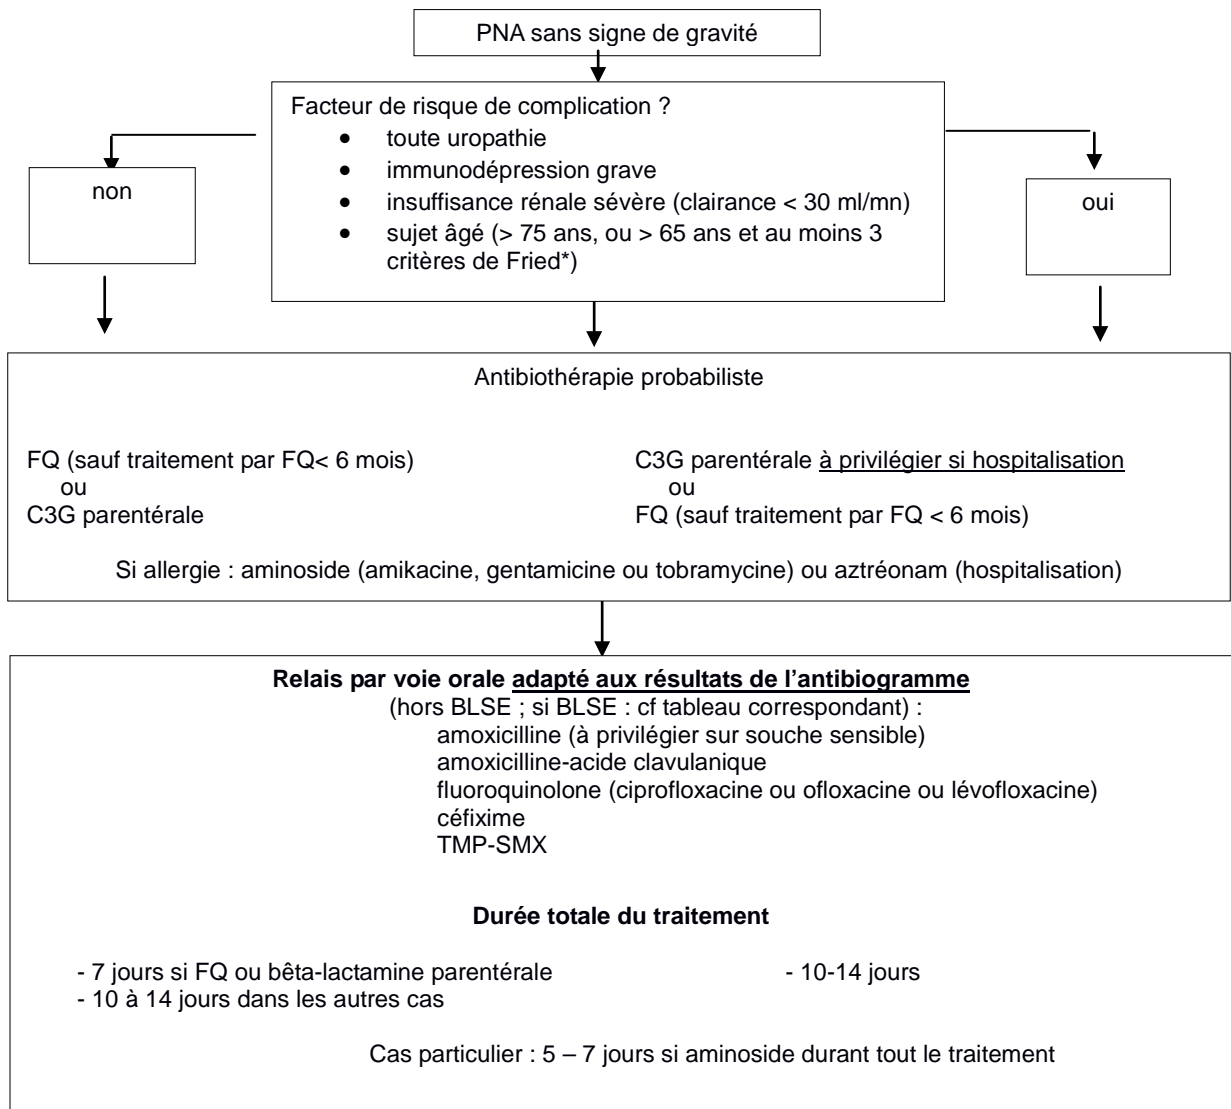 PNA sans signe de gravité
Facteur de risque de complication ?
• toute uropathie
• immunodépression grave
• insuffisance rénale sévère (clairance < 30 ml/mn)
• sujet âgé (> 75 ans, ou > 65 ans et au moins 3
critères de Fried*)
non
oui
Antibiothérapie probabiliste
FQ (sauf traitement par FQ< 6 mois)
ou
C3G parentérale
C3G parentérale à privilégier si hospitalisation
ou
FQ (sauf traitement par FQ < 6 mois)
Si allergie : aminoside (amikacine, gentamicine ou tobramycine) ou aztréonam (hospitalisation)
Relais par voie orale adapté aux résultats de l’antibiogramme
(hors BLSE ; si BLSE : cf tableau correspondant) :
amoxicilline (à privilégier sur souche sensible)
amoxicilline-acide clavulanique
fluoroquinolone (ciprofloxacine ou ofloxacine ou lévofloxacine)
céfixime
TMP-SMX
Durée totale du traitement
- 7 jours si FQ ou bêta-lactamine parentérale
- 10 à 14 jours dans les autres cas
- 10-14 jours
Cas particulier : 5 – 7 jours si aminoside durant tout le traitement